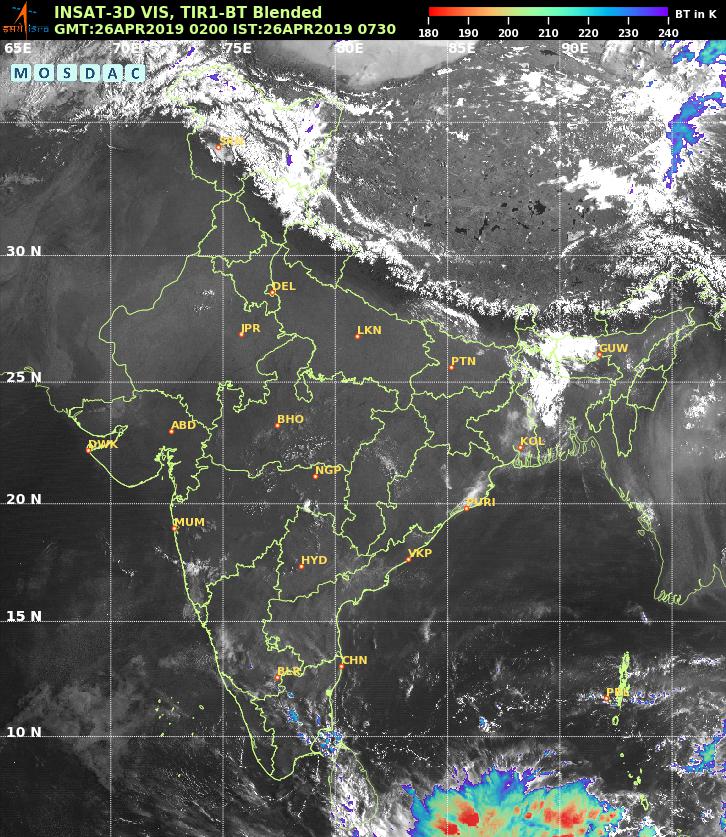 INSAT-3D VIS, TIR1-BT Blended
GMT:26APR2019 0200 IST:26APR2019 0730
BT in K
180 190 200 210 220 230 240
65E 70E 75E 80E 85E 90E
MOSDAC
SRN
30 N
DEL
JPR
LKN
GUW
PTN
25 N
ABD
BHO
DWK
KOL
NGP
20 N
PURI
MUM
VKP
HYD
15 N
CHN
BLR
10 N